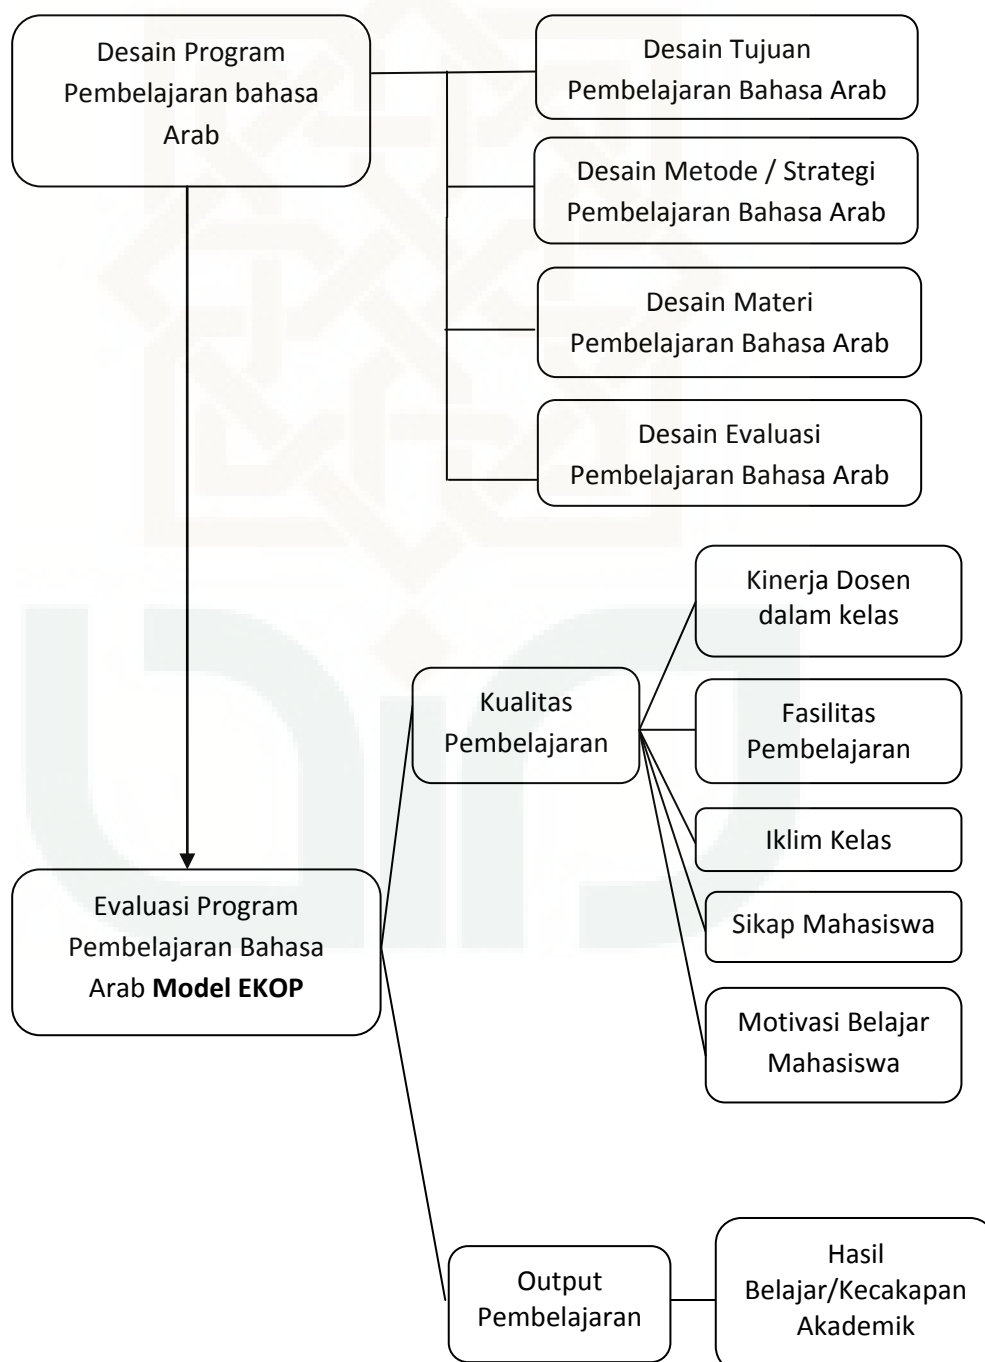 Desain Program
Pembelajaran bahasa
Arab
Desain Tujuan
Pembelajaran Bahasa Arab
Desain Metode / Strategi
Pembelajaran Bahasa Arab
Desain Materi
Pembelajaran Bahasa Arab
Desain Evaluasi
Pembelajaran Bahasa Arab
Evaluasi Program
Pembelajaran Bahasa
Arab Model EKOP
Kualitas
Pembelajaran
Kinerja Dosen
dalam kelas
Fasilitas
Pembelajaran
Iklim Kelas
Sikap Mahasiswa
Motivasi Belajar
Mahasiswa
Output
Pembelajaran
Hasil
Belajar/Kecakapan
Akademik